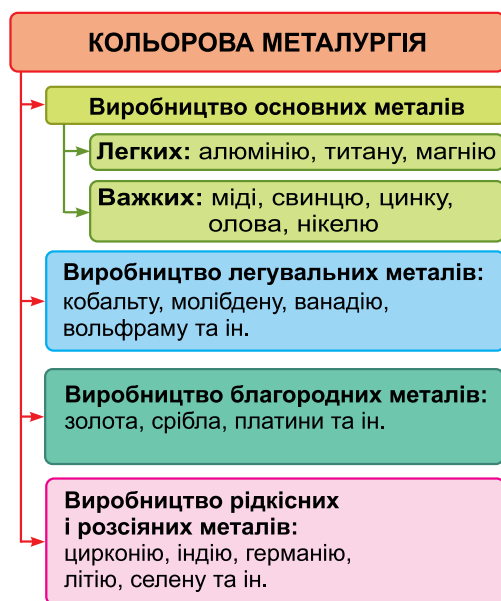 КОЛЬОРОВА МЕТАЛУРГІЯ
Виробництво основних металів
Легких: алюмінію, титану, магнію
Важких: міді, свинцю, цинку,
олова, нікелю
Виробництво легувальних металів:
кобальту, молібдену, ванадію,
вольфраму та ін.
Виробництво благородних металів:
золота, срібла, платини та ін.
Виробництво рідкісних
і розсіяних металів:
цирконію, індію, германію,
літію, селену та ін.